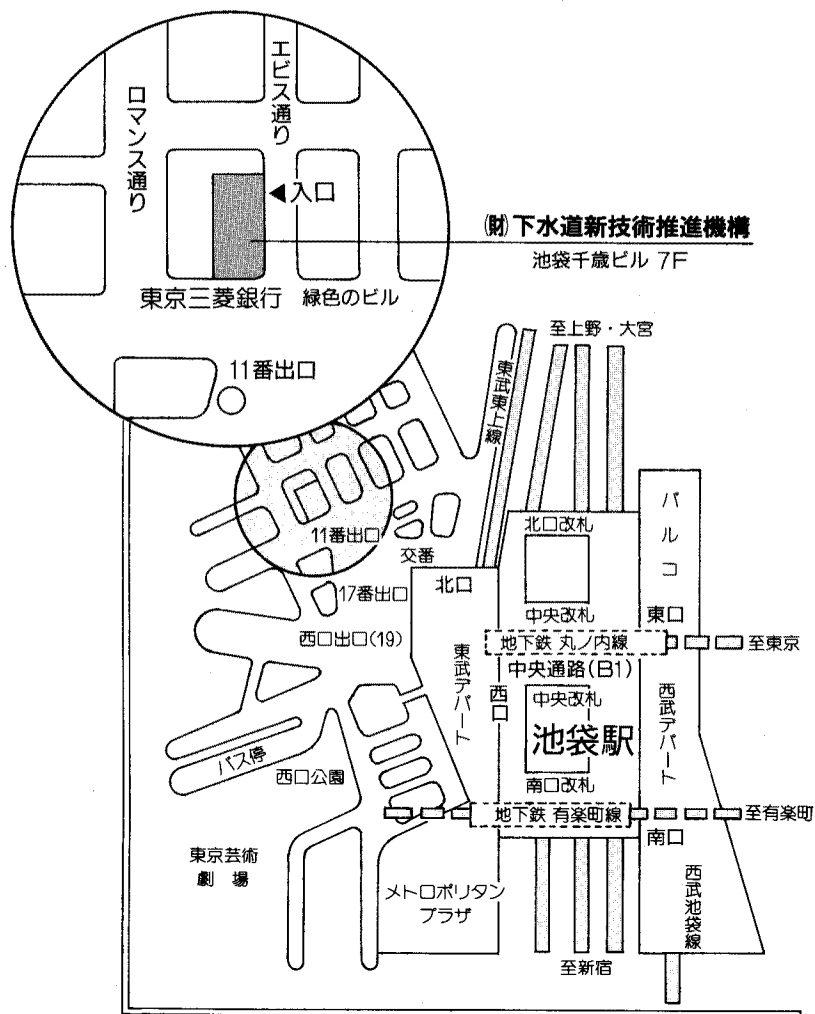 エビス通り
ロマンス通り
入口
(財)下水道新技術推進機構
池袋千歳ビル 7F
東京三菱銀行
緑色のビル
11番出口
至上野・大宮
東武東上線
パルコ
北口改札
11番出口
交番
北口
17番出口
中央改札
東口
西口出口(19)
地下鉄 丸ノ内線
至東京
中央通路(B1)
東武デパート
西口
中央改札
西武デパート
池袋駅
バス停
西口公園
南口改札
地下鉄 有楽町線
至有楽町
南口
東京芸術
劇 場
メトロポリタン
プラザ
西武池袋線
至新宿